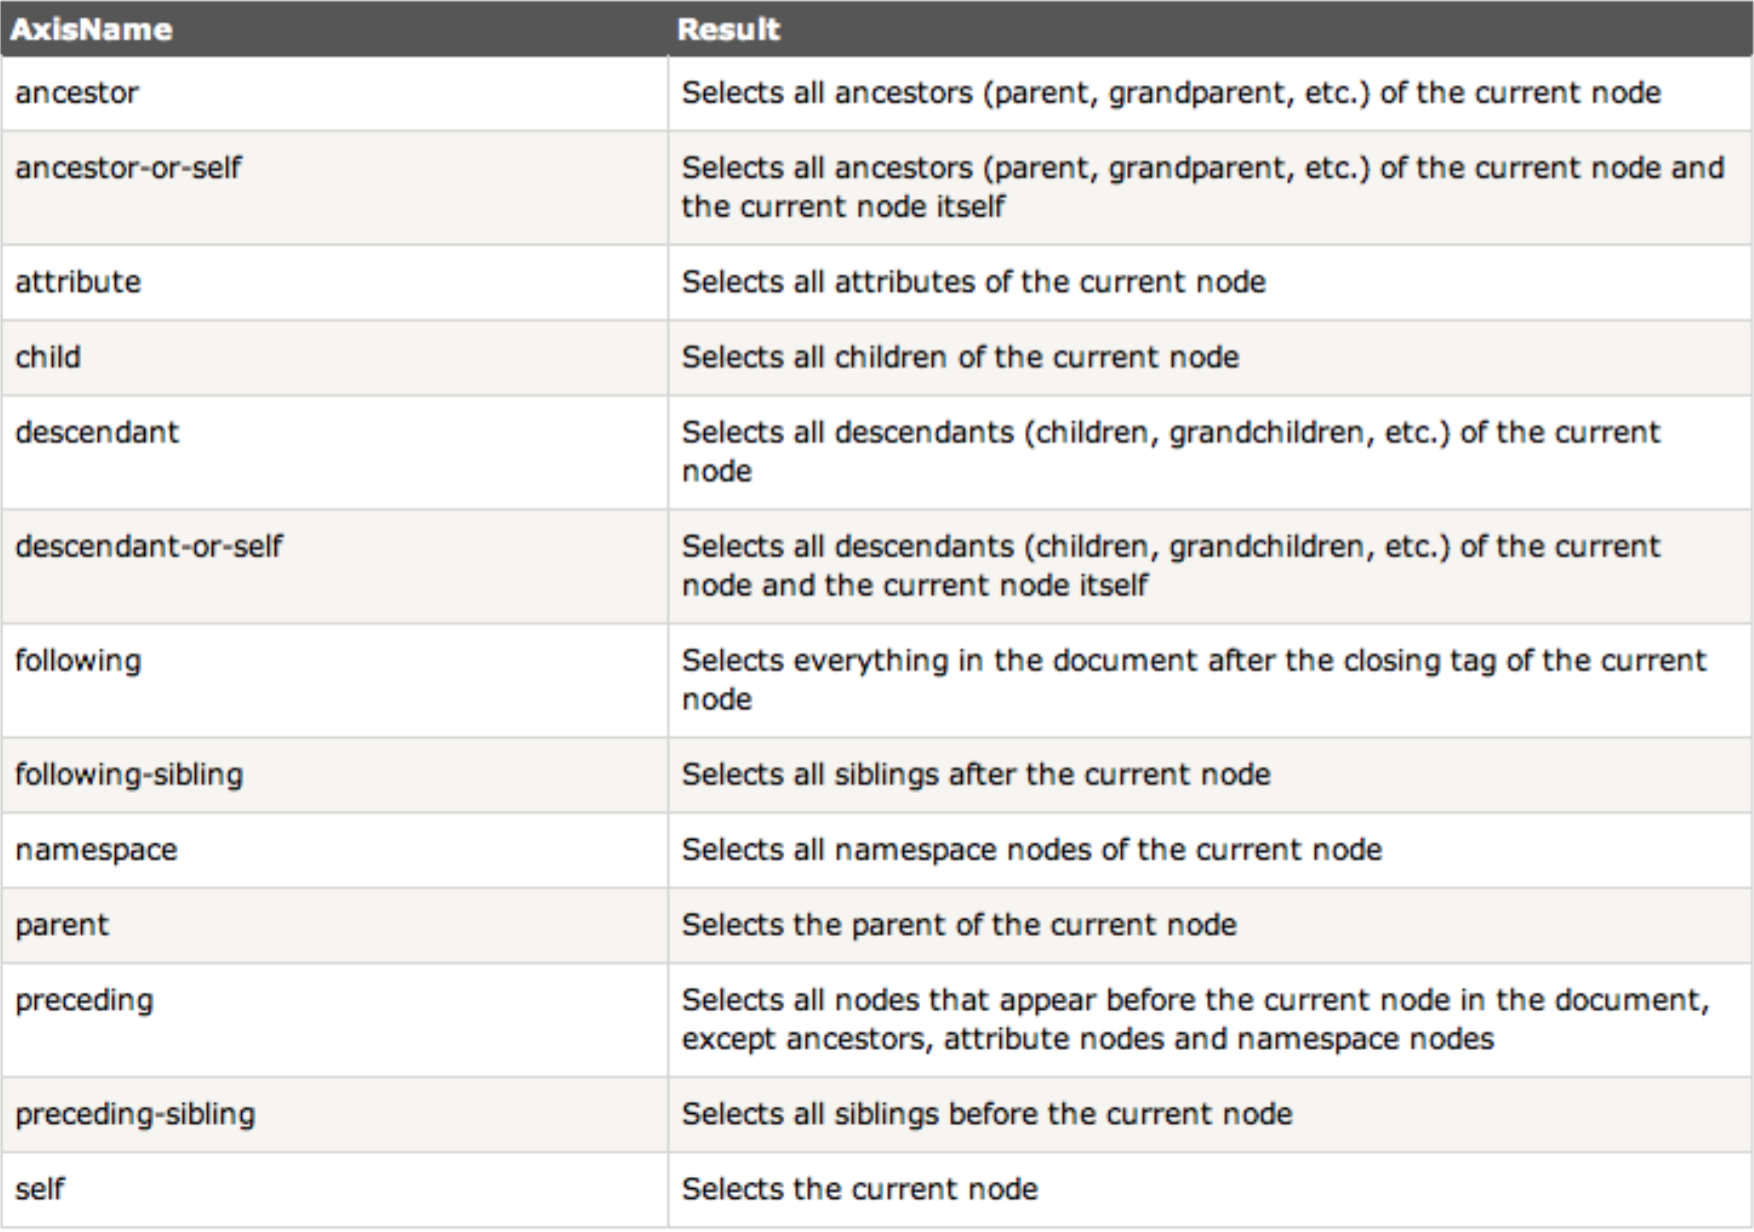 AxisName Result
ancestor Selects all ancestors (parent, grandparent, etc.) of the current node
ancestor-or-self Selects all ancestors (parent, grandparent, etc.) of the current node and
the current node itself
attribute Selects all attributes of the current node
child Selects all children of the current node
descendant Selects all descendants (children, grandchildren, etc.) of the current
node
descendant-or-self Selects all descendants (children, grandchildren, etc.) of the current
node and the current node itself
following Selects everything in the document after the closing tag of the current
node
following-sibling Selects all siblings after the current node
namespace Selects all namespace nodes of the current node
parent Selects the parent of the current node
preceding Selects all nodes that appear before the current node in the document,
except ancestors, attribute nodes and namespace nodes
preceding-sibling Selects all siblings before the current node
self Selects the current node